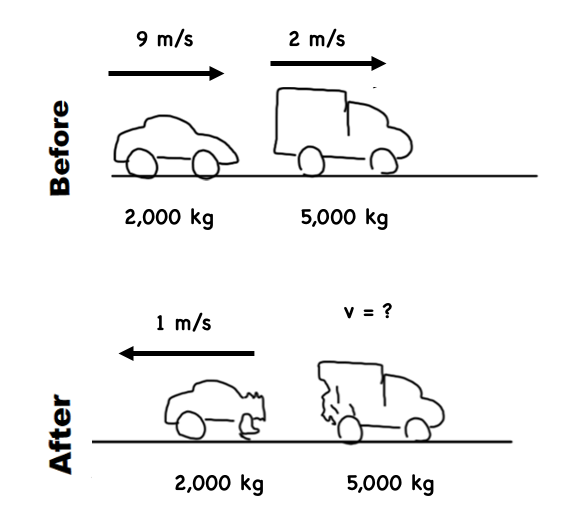 Before
9 m/s
2 m/s
2,000 kg
5,000 kg
After
1 m/s
v = ?
2,000 kg
5,000 kg